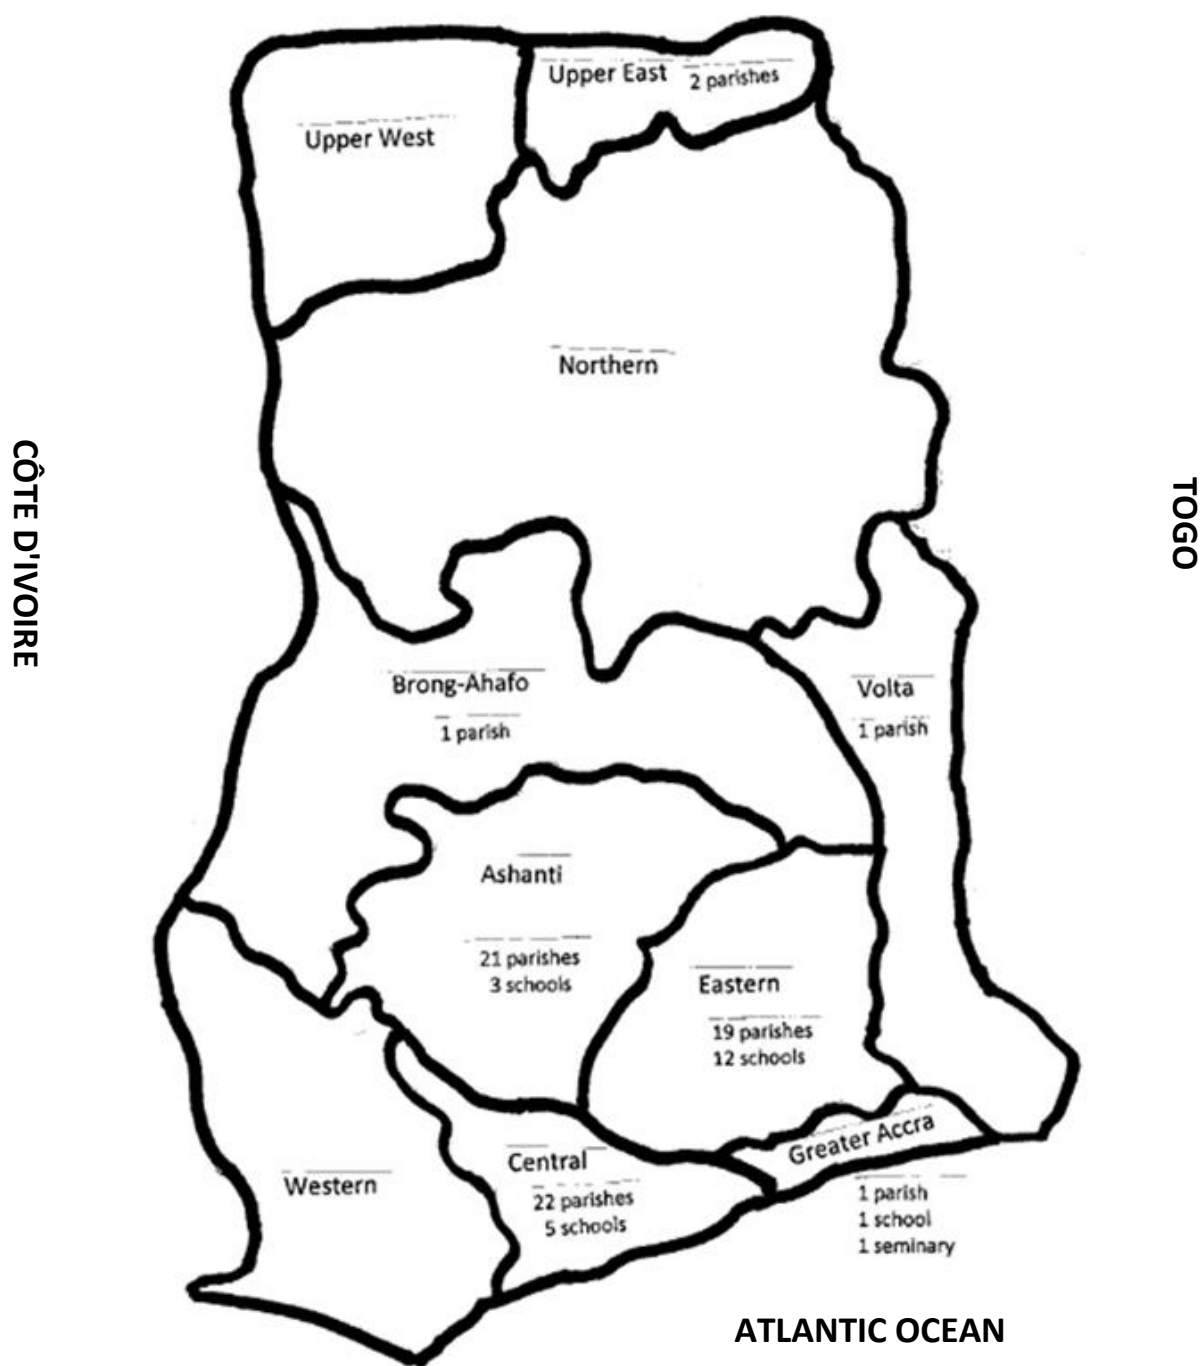 Upper East
2 parishes
Upper West
Northern
CÔTE D'IVOIRE
TOGO
Brong-Ahafo
1 parish
Volta
1 parish
Ashanti
21 parishes
3 schools
Eastern
19 parishes
12 schools
Greater Accra
1 parish
1 school
1 seminary
Central
22 parishes
5 schools
Western
ATLANTIC OCEAN